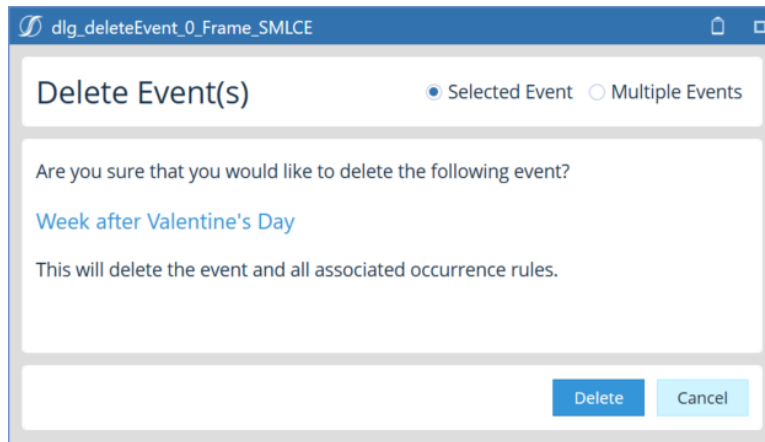 dlg_deleteEvent_0_Frame_SMLCE
Delete Event(s)
Selected Event
Multiple Events
Are you sure that you would like to delete the following event?
Week after Valentine's Day
This will delete the event and all associated occurrence rules.
Delete
Cancel